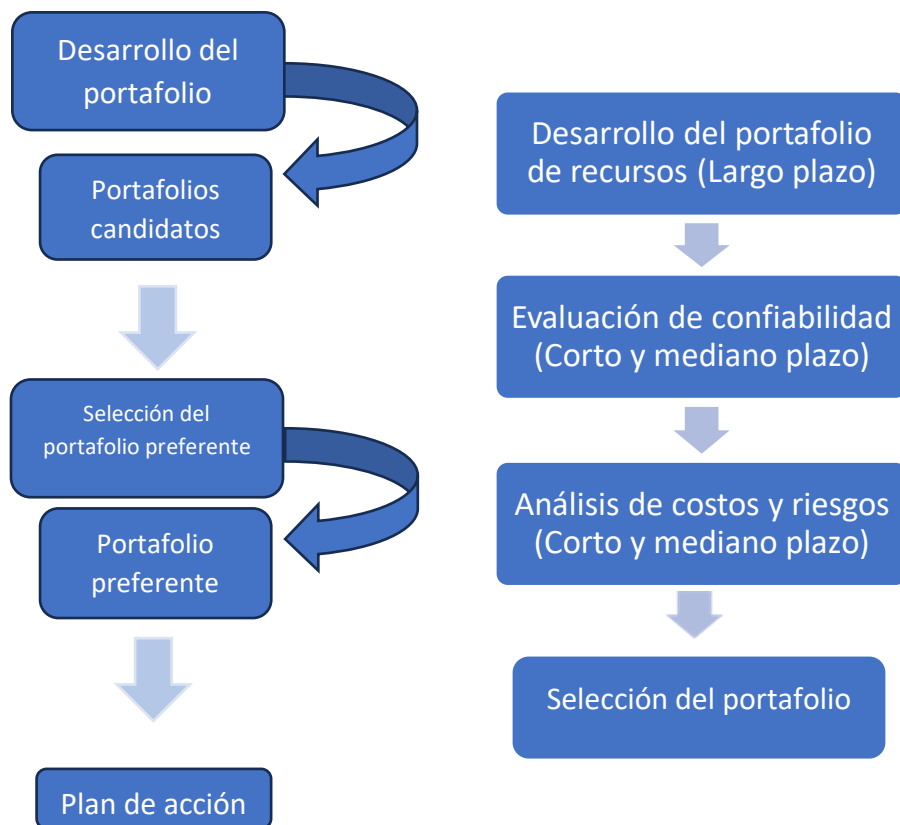 Desarrollo del
portafolio
Portafolios
candidatos
Selección del
portafolio preferente
Portafolio
preferente
Plan de acción
Desarrollo del portafolio
de recursos (Largo plazo)
Evaluación de confiabilidad
(Corto y mediano plazo)
Análisis de costos y riesgos
(Corto y mediano plazo)
Selección del portafolio